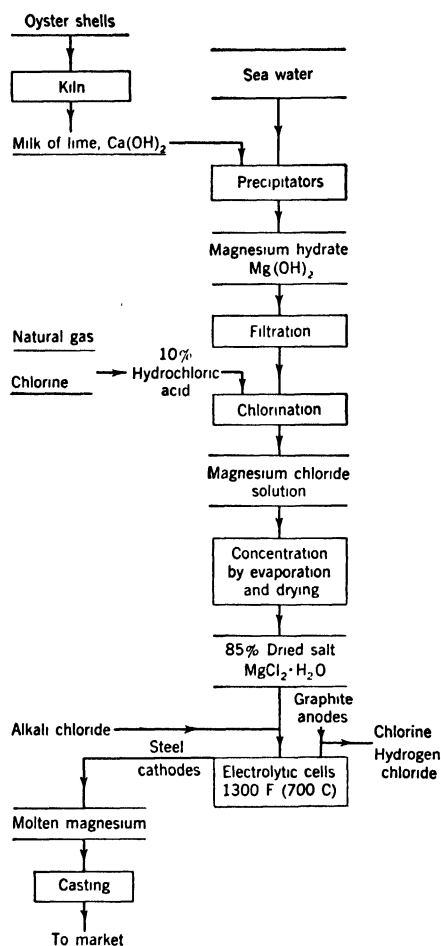 Oyster shells
Kiln
Sea water
Milk of lime, Ca(OH)2
Precipitators
Magnesium hydrate
Mg(OH)2
Filtration
Natural gas
Chlorine
10%
Hydrochloric
acid
Chlorination
Magnesium chloride
solution
Concentration
by evaporation
and drying
85% Dried salt
MgCl2·H2O
Graphite
anodes
Alkali chloride
Chlorine
Hydrogen
chloride
Steel
cathodes
Electrolytic cells
1300 F (700 C)
Molten magnesium
Casting
To market